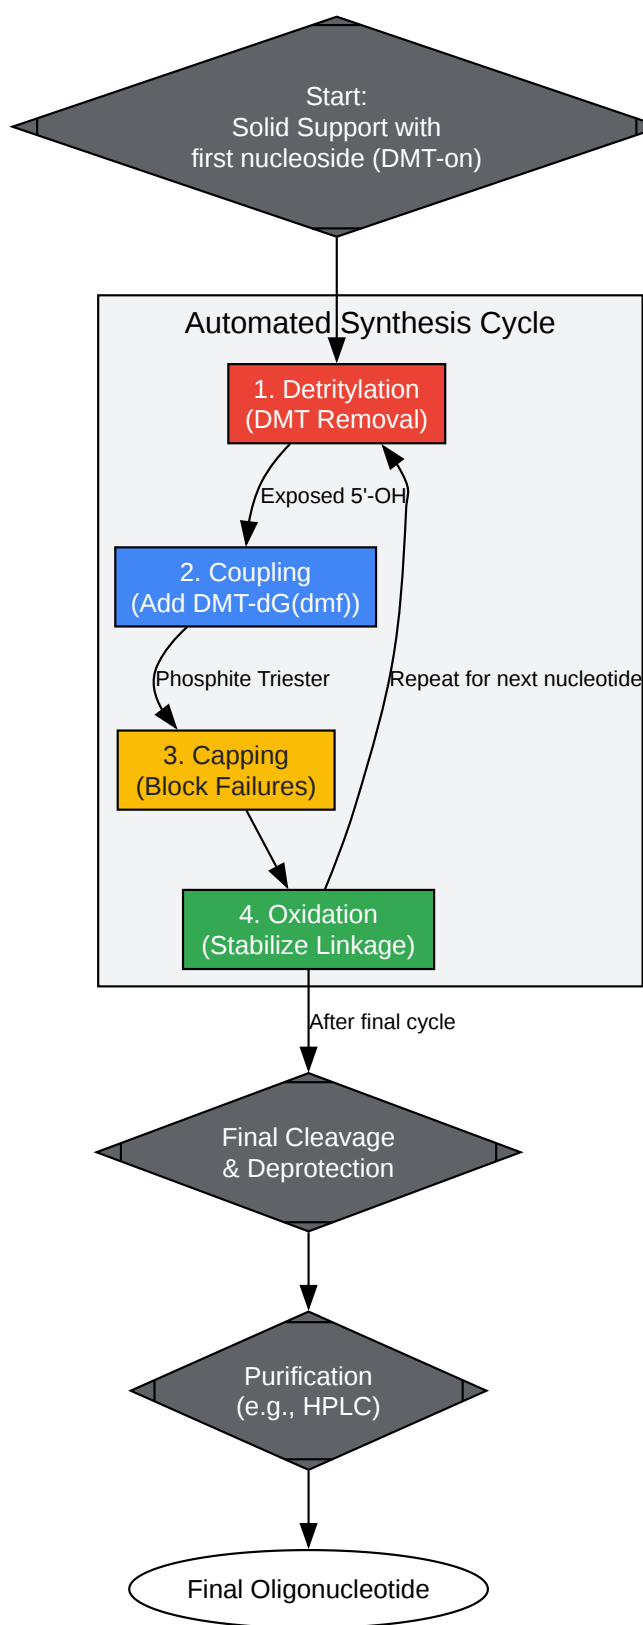 Start:
Solid Support with
first nucleoside (DMT-on)
Automated Synthesis Cycle
1. Detritylation
(DMT Removal)
Exposed 5'-OH
2. Coupling
(Add DMT-dG(dmf))
Phosphite Triester
Repeat for next nucleotide
3. Capping
(Block Failures)
4. Oxidation
(Stabilize Linkage)
After final cycle
Final Cleavage
& Deprotection
Purification
(e.g., HPLC)
Final Oligonucleotide